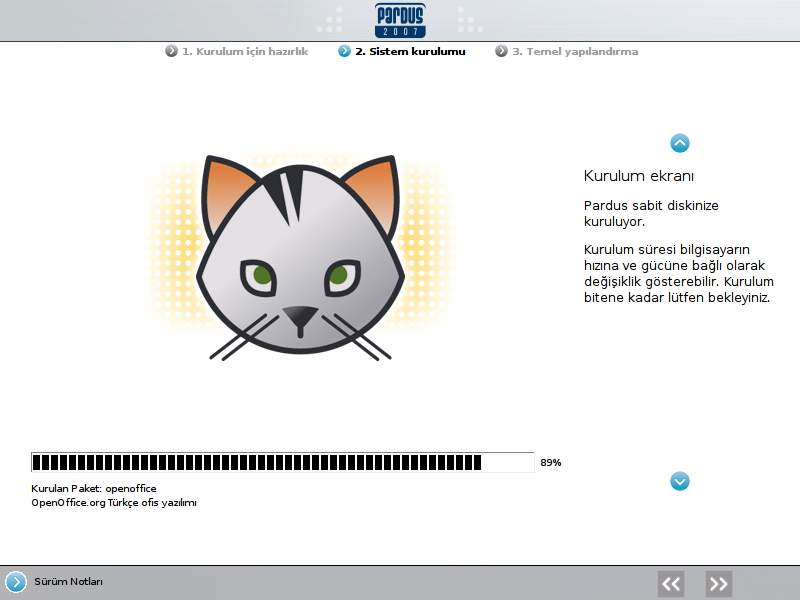 PARDUS
2007
1. Kurulum için hazırlık
2. Sistem kurulumu
3. Temel yapılandırma
Kurulum ekranı
Pardus sabit diskinize
kuruluyor.
Kurulum süresi bilgisayarın
hızına ve gücüne bağlı olarak
değişiklik gösterebilir. Kurulum
bitene kadar lütfen bekleyiniz.
89%
Kurulan Paket: openoffice
OpenOffice.org Türkçe ofis yazılımı
Sürüm Notları